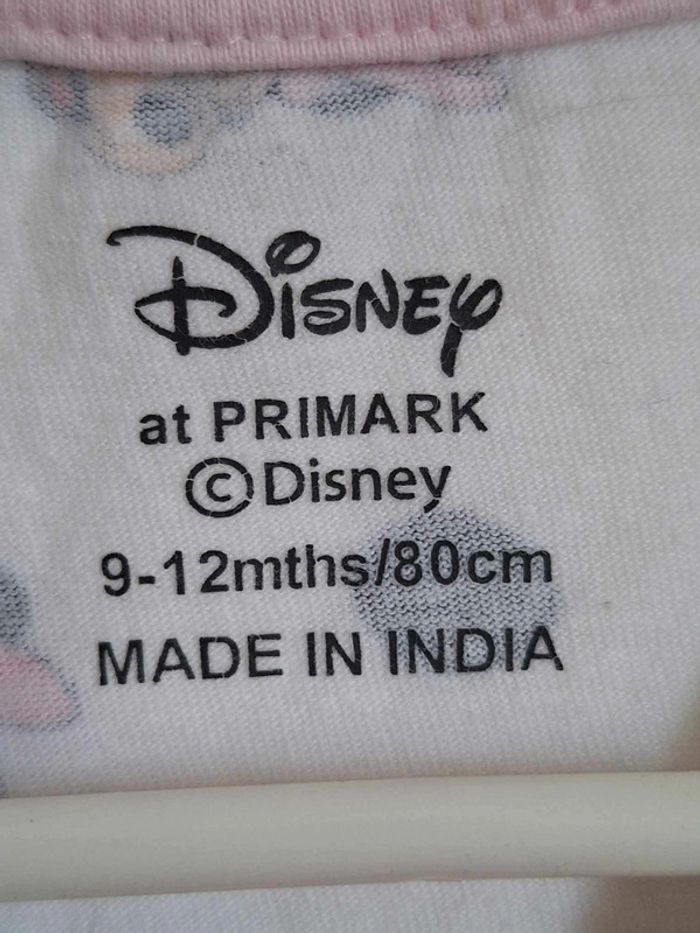 Disney
at PRIMARK
©Disney
9-12mths/80cm
MADE IN INDIA